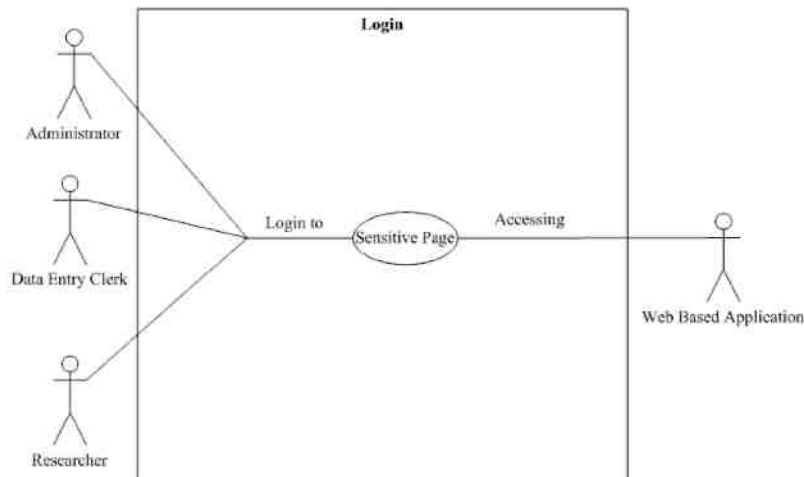 Login
Administrator
Login to
Sensitive Page
Accessing
Data Entry Clerk
Web Based Application
Researcher